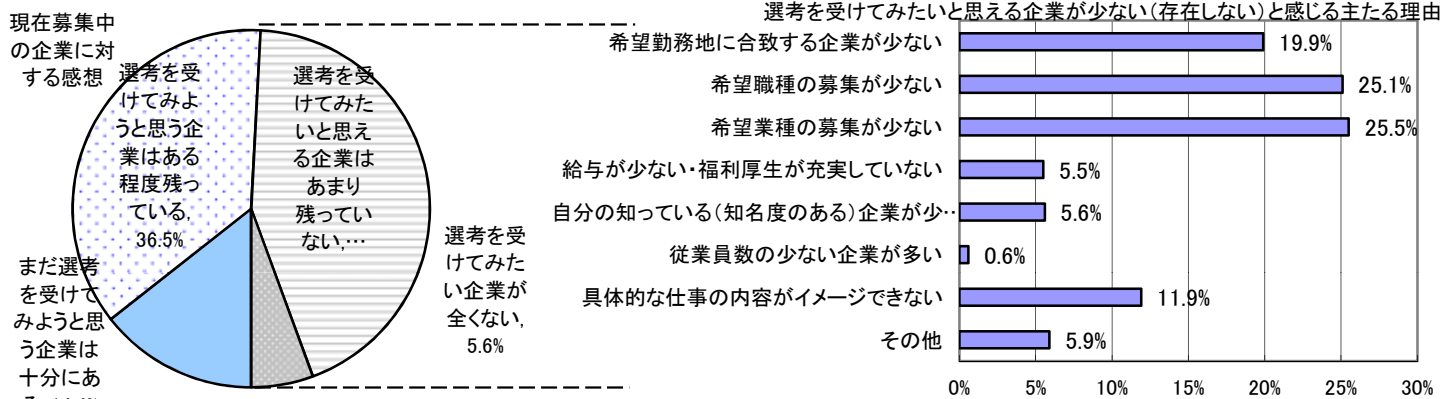 現在募集中
の企業に対
する感想
選考を受
けてみよ
うと思う企
業はある
程度残っ
ている,
36.5%
選考を受
けてみた
いと思え
る企業は
あまり
残ってい
ない,…
選考を受
けてみた
い企業が
全くない,
5.6%
まだ選考
を受けて
みようと思
う企業は
十分にあ
選考を受けてみたいと思える企業が少ない(存在しない)と感じる主たる理由
希望勤務地に合致する企業が少ない
19.9%
希望職種の募集が少ない
25.1%
希望業種の募集が少ない
25.5%
給与が少ない・福利厚生が充実していない
5.5%
自分の知っている(知名度のある)企業が少…
5.6%
従業員数の少ない企業が多い
0.6%
具体的な仕事の内容がイメージできない
11.9%
その他
5.9%
0% 5% 10% 15% 20% 25% 30%